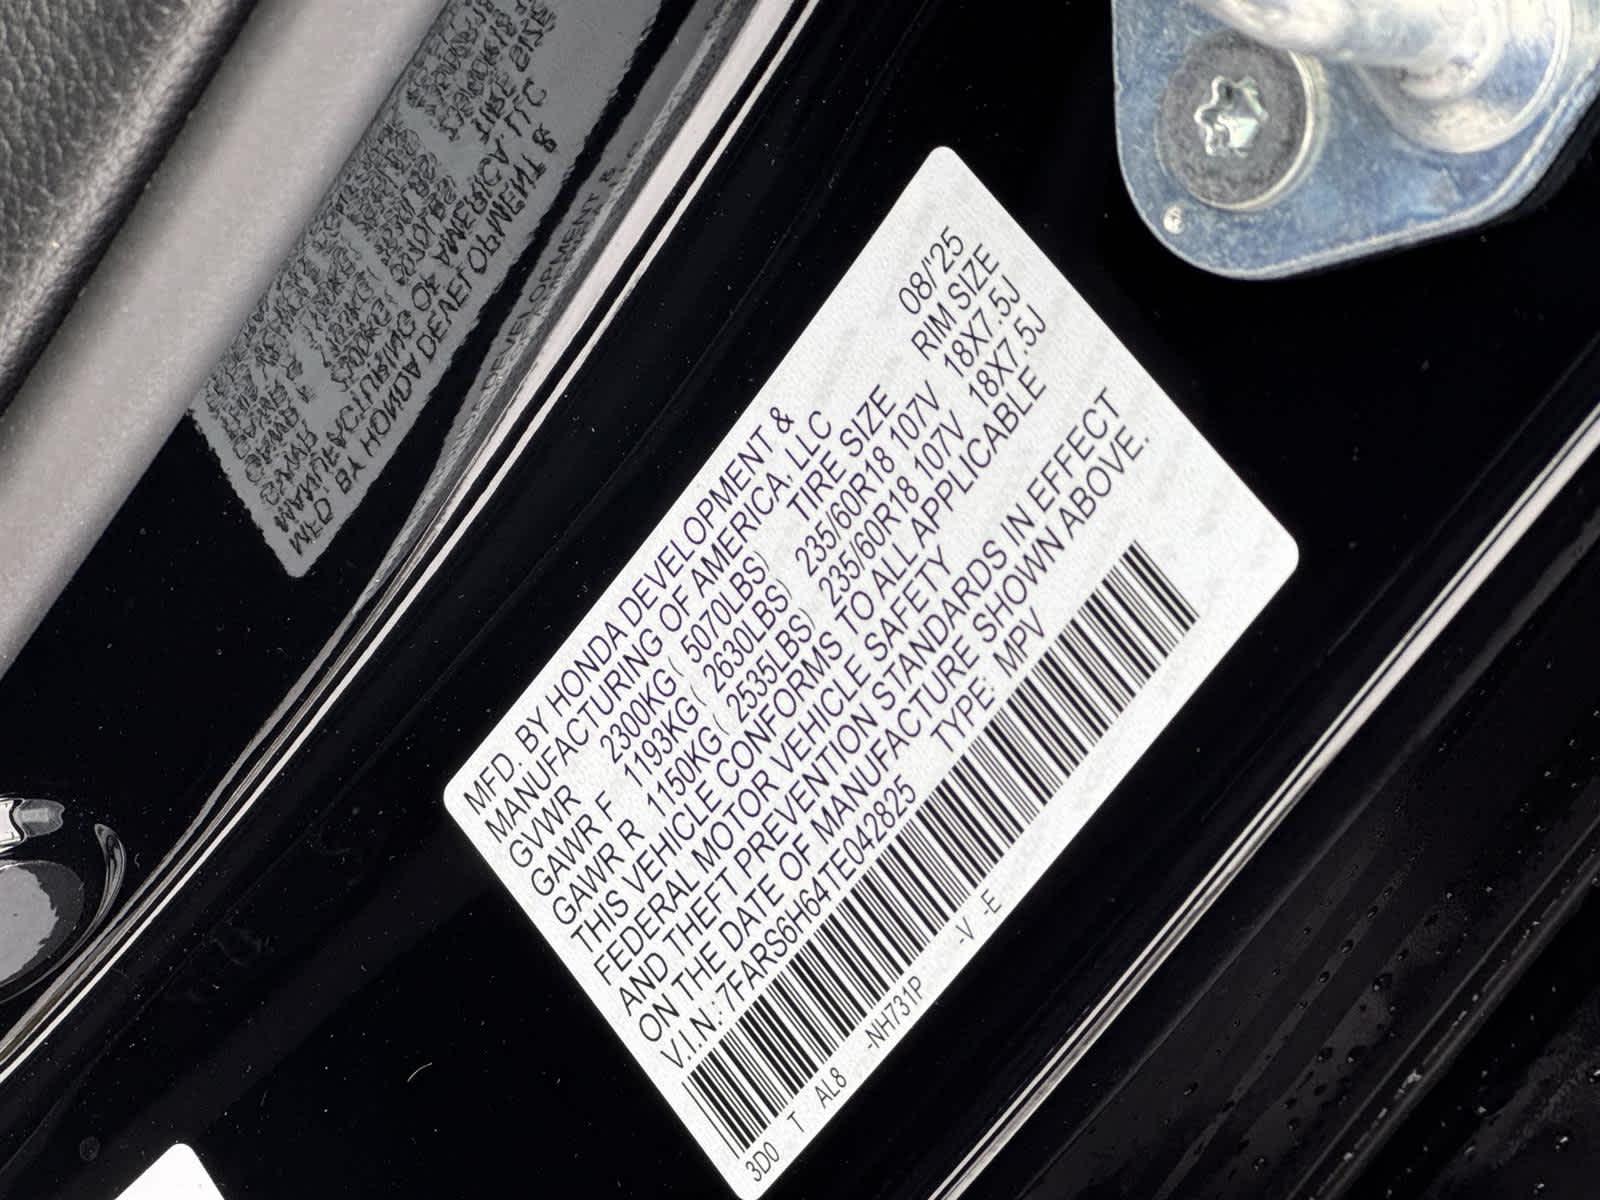 MFD. BY HONDA DEVELOPMENT &
MANUFACTURING OF AMERICA, LLC 08/'25
GVWR 2300KG ( 5070LBS) TIRE SIZE RIM SIZE
GAWR F 1193KG ( 2630LBS) 235/60R18 107V 18X7.5J
GAWR R 1150KG ( 2535LBS) 235/60R18 107V 18X7.5J
THIS VEHICLE CONFORMS TO ALL APPLICABLE
FEDERAL MOTOR VEHICLE SAFETY
AND THEFT PREVENTION STANDARDS IN EFFECT
ON THE DATE OF MANUFACTURE SHOWN ABOVE.
V.I.N.: 7FARS6H64TE042825 TYPE: MPV
3D0 T AL8 -NH731P -V -E